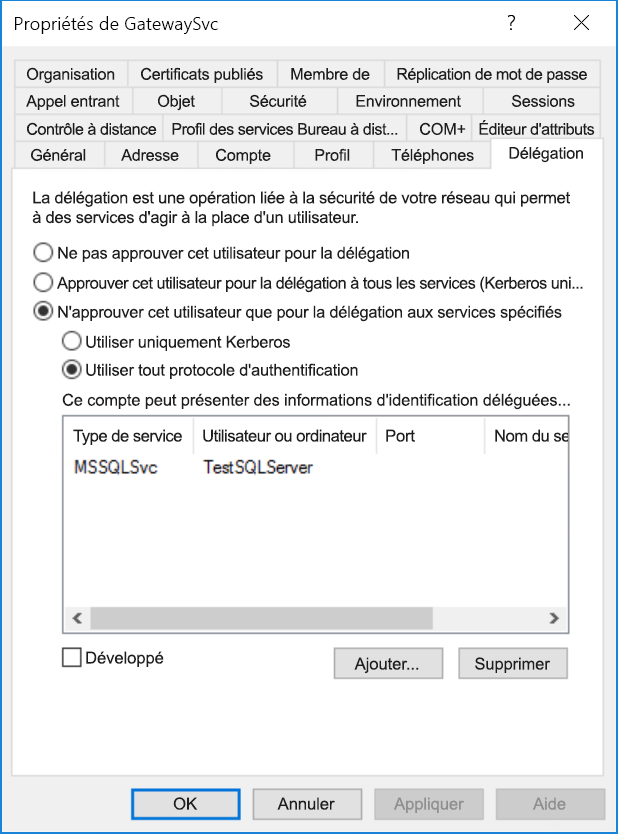 Propriétés de GatewaySvc
?
Organisation Certificats publiés Membre de Réplication de mot de passe
Appel entrant Objet Sécurité Environnement Sessions
Contrôle à distance Profil des services Bureau à dist... COM+ Éditeur d'attributs
Général Adresse Compte Profil Téléphones Délégation
La délégation est une opération liée à la sécurité de votre réseau qui permet
à des services d'agir à la place d'un utilisateur.
Ne pas approuver cet utilisateur pour la délégation
Approuver cet utilisateur pour la délégation à tous les services (Kerberos uni...
N'approuver cet utilisateur que pour la délégation aux services spécifiés
Utiliser uniquement Kerberos
Utiliser tout protocole d'authentification
Ce compte peut présenter des informations d'identification déléguées...
Type de service Utilisateur ou ordinateur Port Nom du se
MSSQLSvc TestSQLServer
Développé
Ajouter... Supprimer
OK Annuler Appliquer Aide